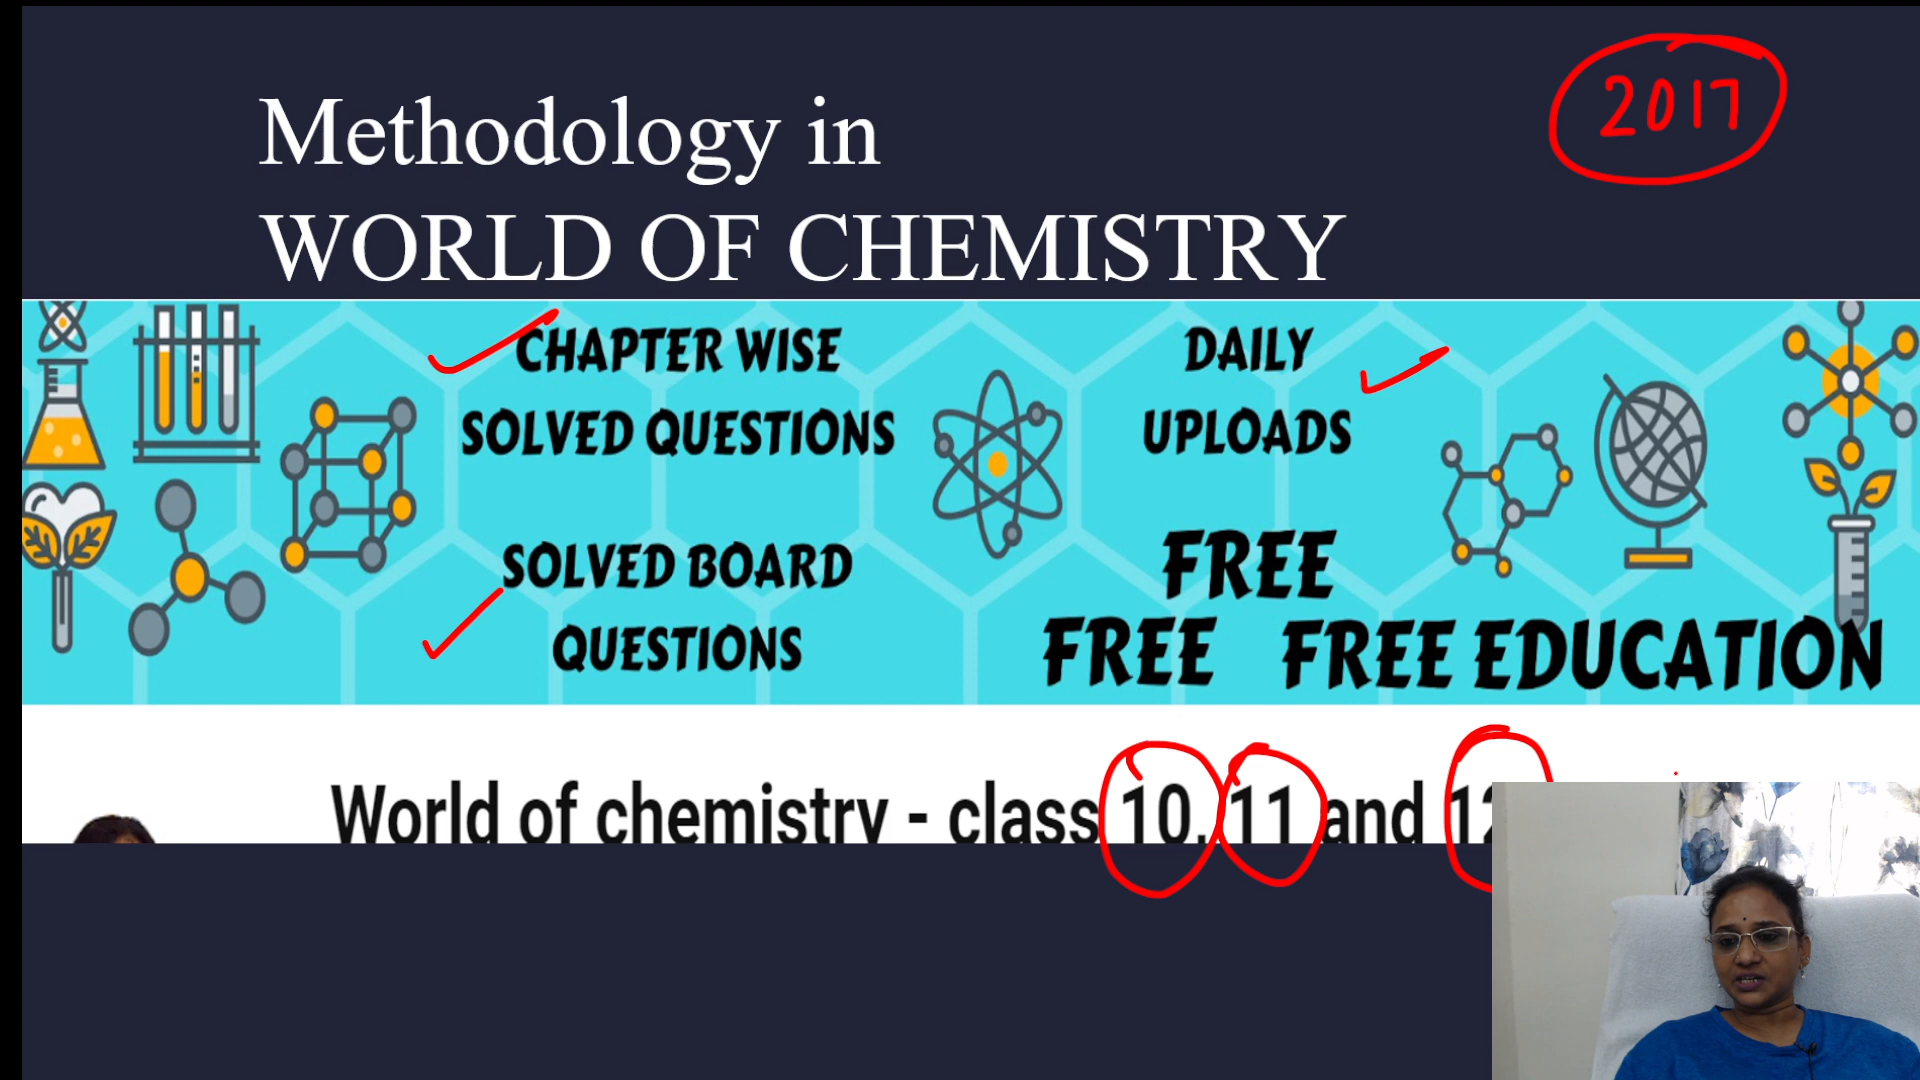 2017
Methodology in
WORLD OF CHEMISTRY
CHAPTER WISE
SOLVED QUESTIONS
DAILY
UPLOADS
SOLVED BOARD
QUESTIONS
FREE
FREE FREE EDUCATION
World of chemistry - class 10, 11 and 12